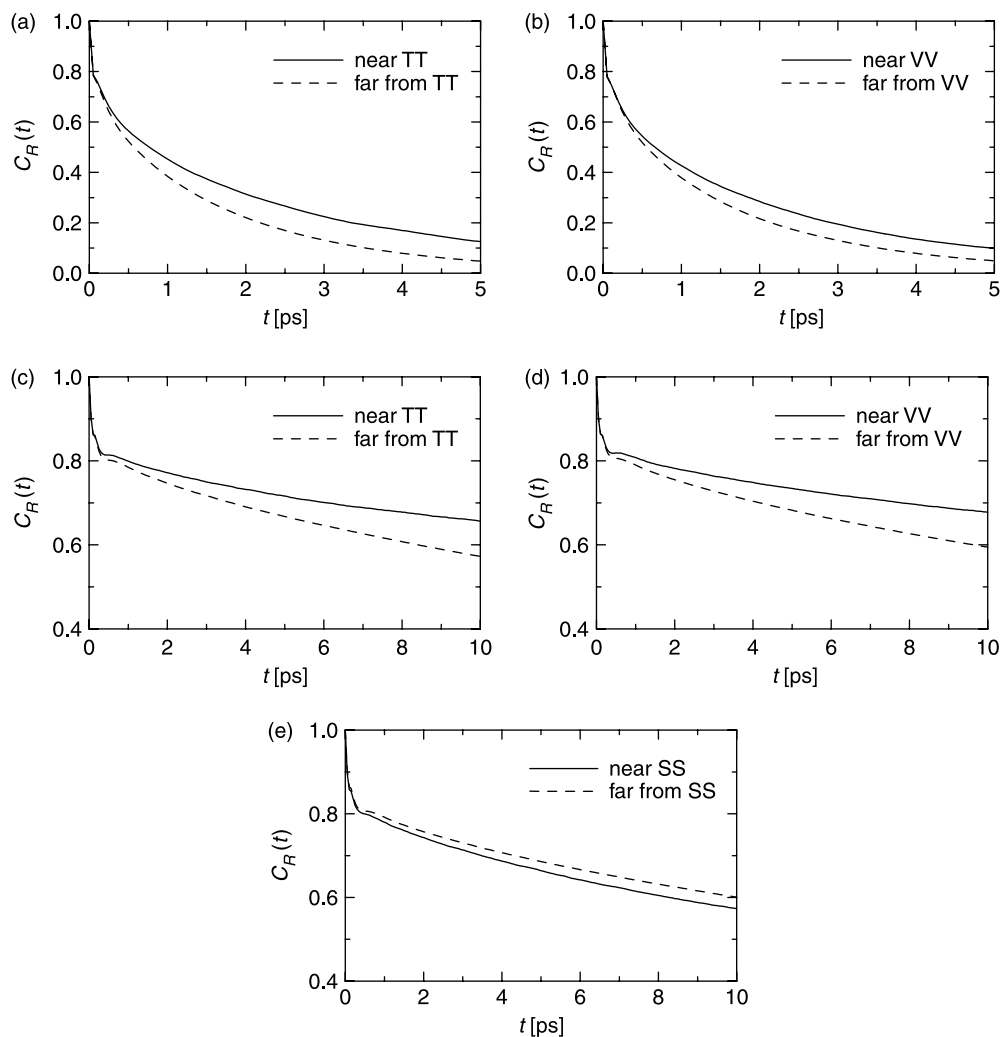 (a)
1.0
0.8
0.6
0.4
0.2
0.0
C_R(t)
near TT
far from TT
0 1 2 3 4 5
t [ps]
(b)
1.0
0.8
0.6
0.4
0.2
0.0
C_R(t)
near VV
far from VV
0 1 2 3 4 5
t [ps]
(c)
1.0
0.8
0.6
0.4
C_R(t)
near TT
far from TT
0 2 4 6 8 10
t [ps]
(d)
1.0
0.8
0.6
0.4
C_R(t)
near VV
far from VV
0 2 4 6 8 10
t [ps]
(e)
1.0
0.8
0.6
0.4
C_R(t)
near SS
far from SS
0 2 4 6 8 10
t [ps]